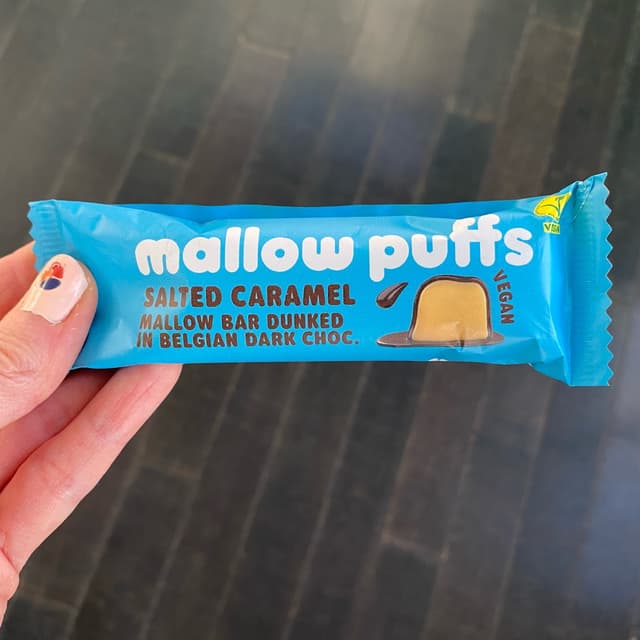 mallow puffs
SALTED CARAMEL
MALLOW BAR DUNKED
IN BELGIAN DARK CHOC.
VEGAN